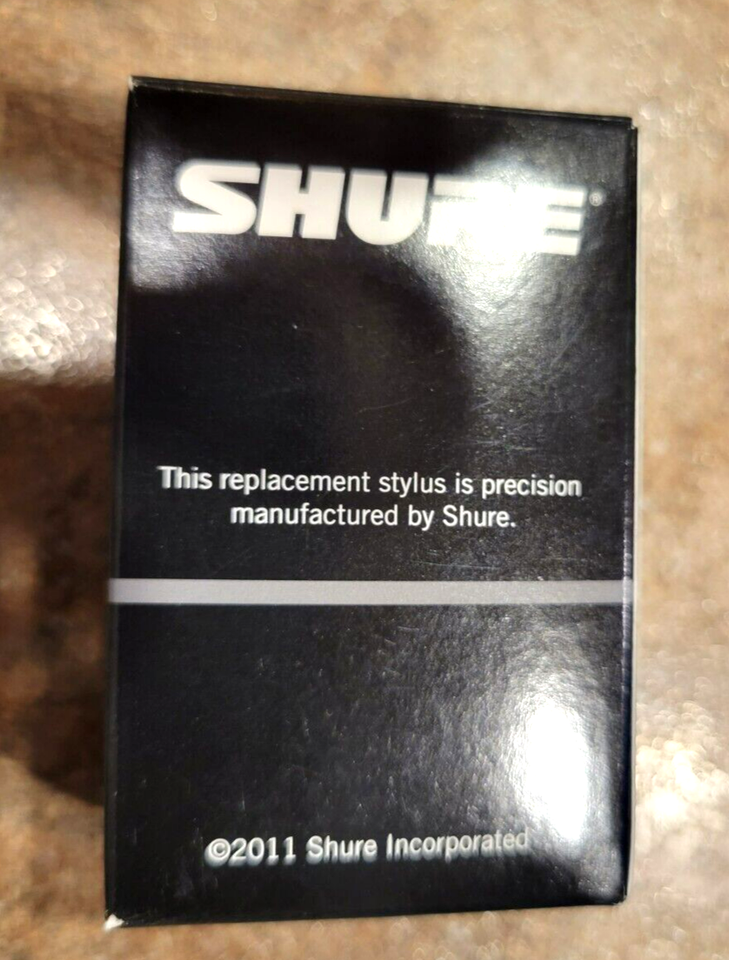 SHURE®
This replacement stylus is precision
manufactured by Shure.
©2011 Shure Incorporated